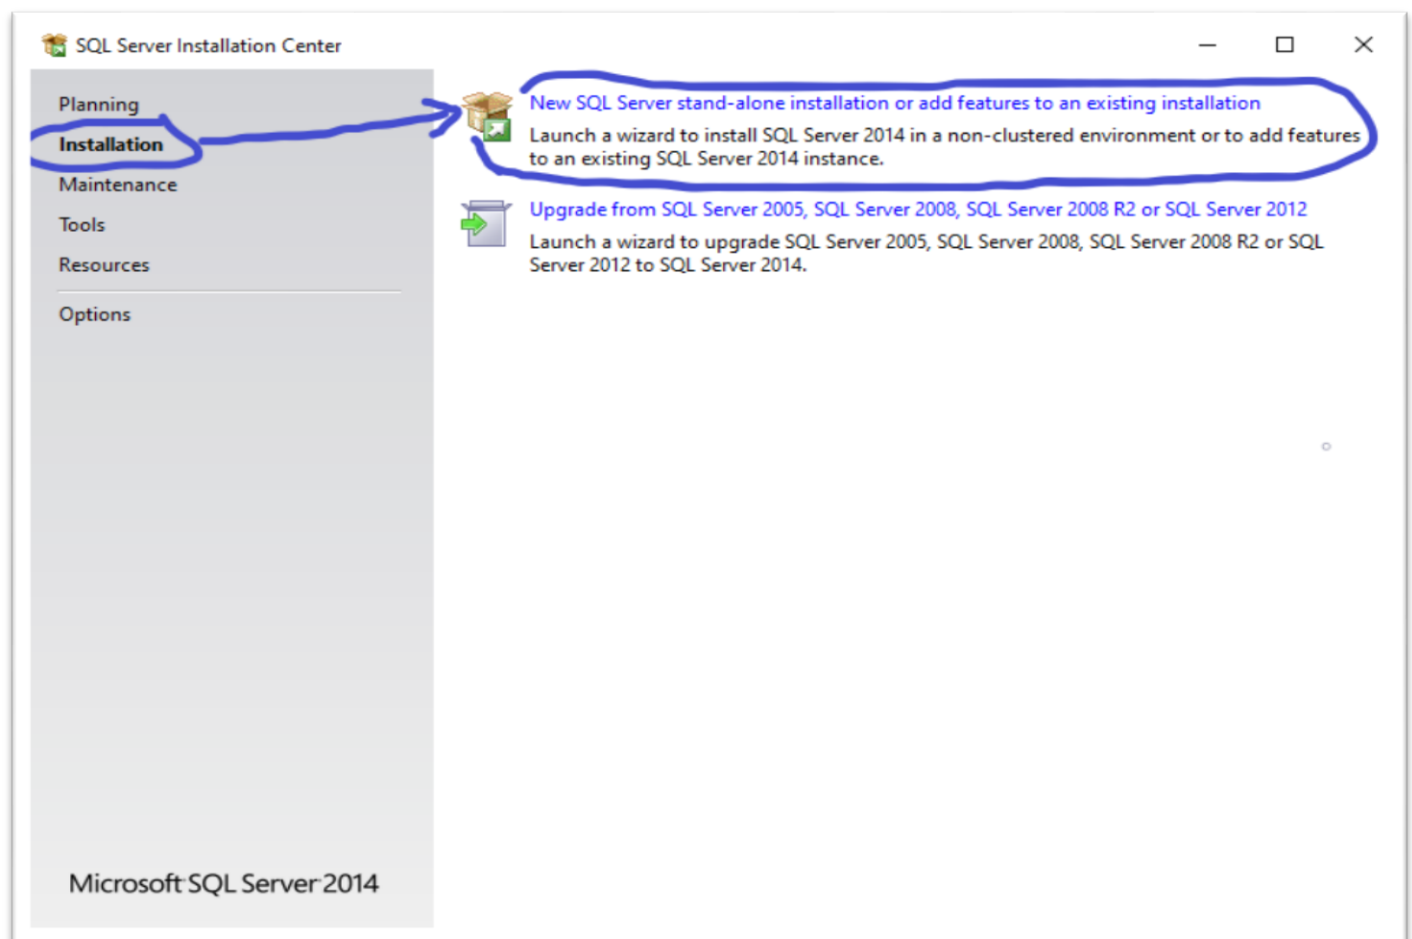 SQL Server Installation Center
Planning
Installation
Maintenance
Tools
Resources
Options
New SQL Server stand-alone installation or add features to an existing installation
Launch a wizard to install SQL Server 2014 in a non-clustered environment or to add features
to an existing SQL Server 2014 instance.
Upgrade from SQL Server 2005, SQL Server 2008, SQL Server 2008 R2 or SQL Server 2012
Launch a wizard to upgrade SQL Server 2005, SQL Server 2008, SQL Server 2008 R2 or SQL
Server 2012 to SQL Server 2014.
Microsoft SQL Server 2014